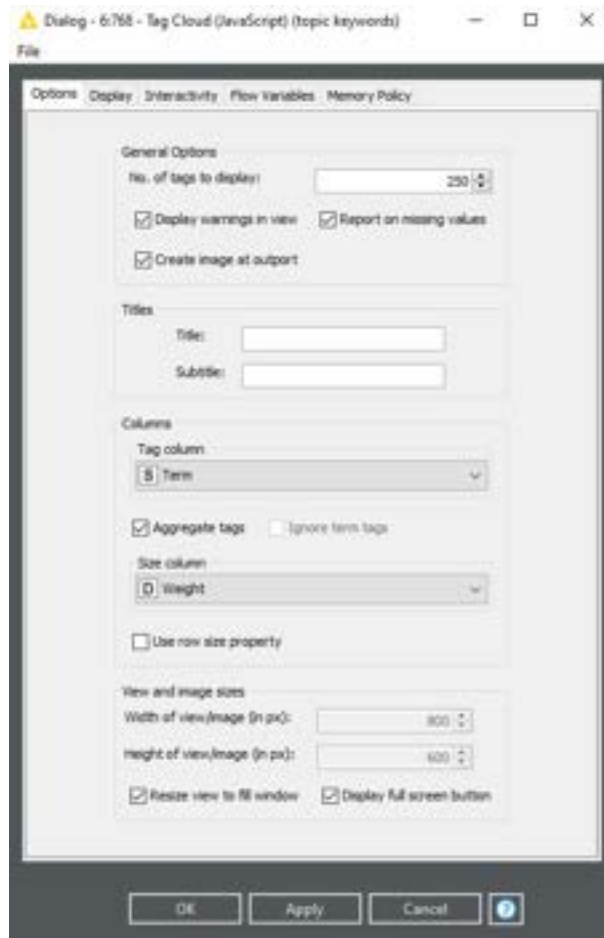 Dialog - 6:768 - Tag Cloud (JavaScript) (topic keywords)
File
Options Display Interactivity Flow Variables Memory Policy
General Options
No. of tags to display: 250
Display warnings in view Report on missing values
Create image at outport
Titles
Title:
Subtitle:
Columns
Tag column
S Term
Aggregate tags Ignore term tags
Size column
D Weight
Use row size property
View and image sizes
Width of view/image (in px): 800
Height of view/image (in px): 600
Resize view to fill window Display full screen button
OK Apply Cancel ?